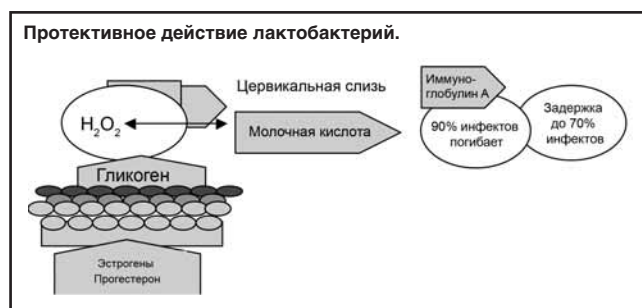 Протективное действие лактобактерий.
H₂O₂
Цервикальная слизь
Молочная кислота
Иммуно-
глобулин А
90% инфектов
погибает
Задержка
до 70%
инфектов
Гликоген
Эстрогены
Прогестерон